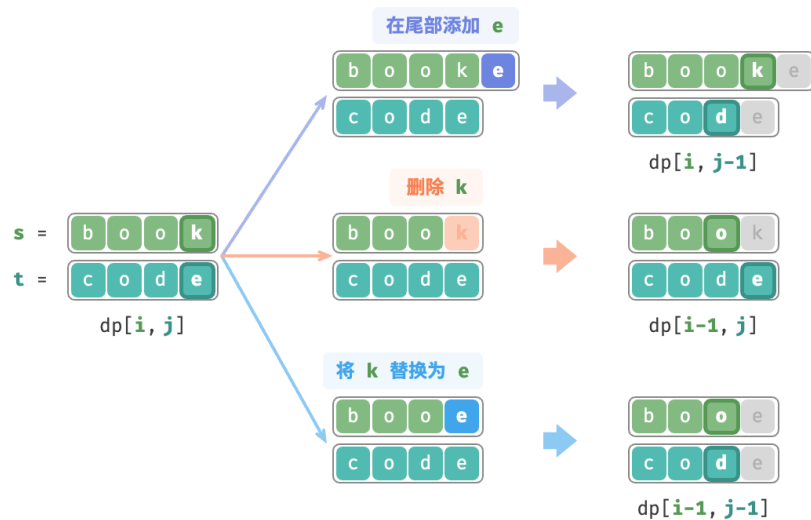 在尾部添加 e
b o o k e
c o d e
b o o k e
c o d e
dp[i, j-1]
删除 k
s = b o o k
t = c o d e
dp[i, j]
b o o k
c o d e
b o o k
c o d e
dp[i-1, j]
将 k 替换为 e
b o o e
c o d e
b o o e
c o d e
dp[i-1, j-1]